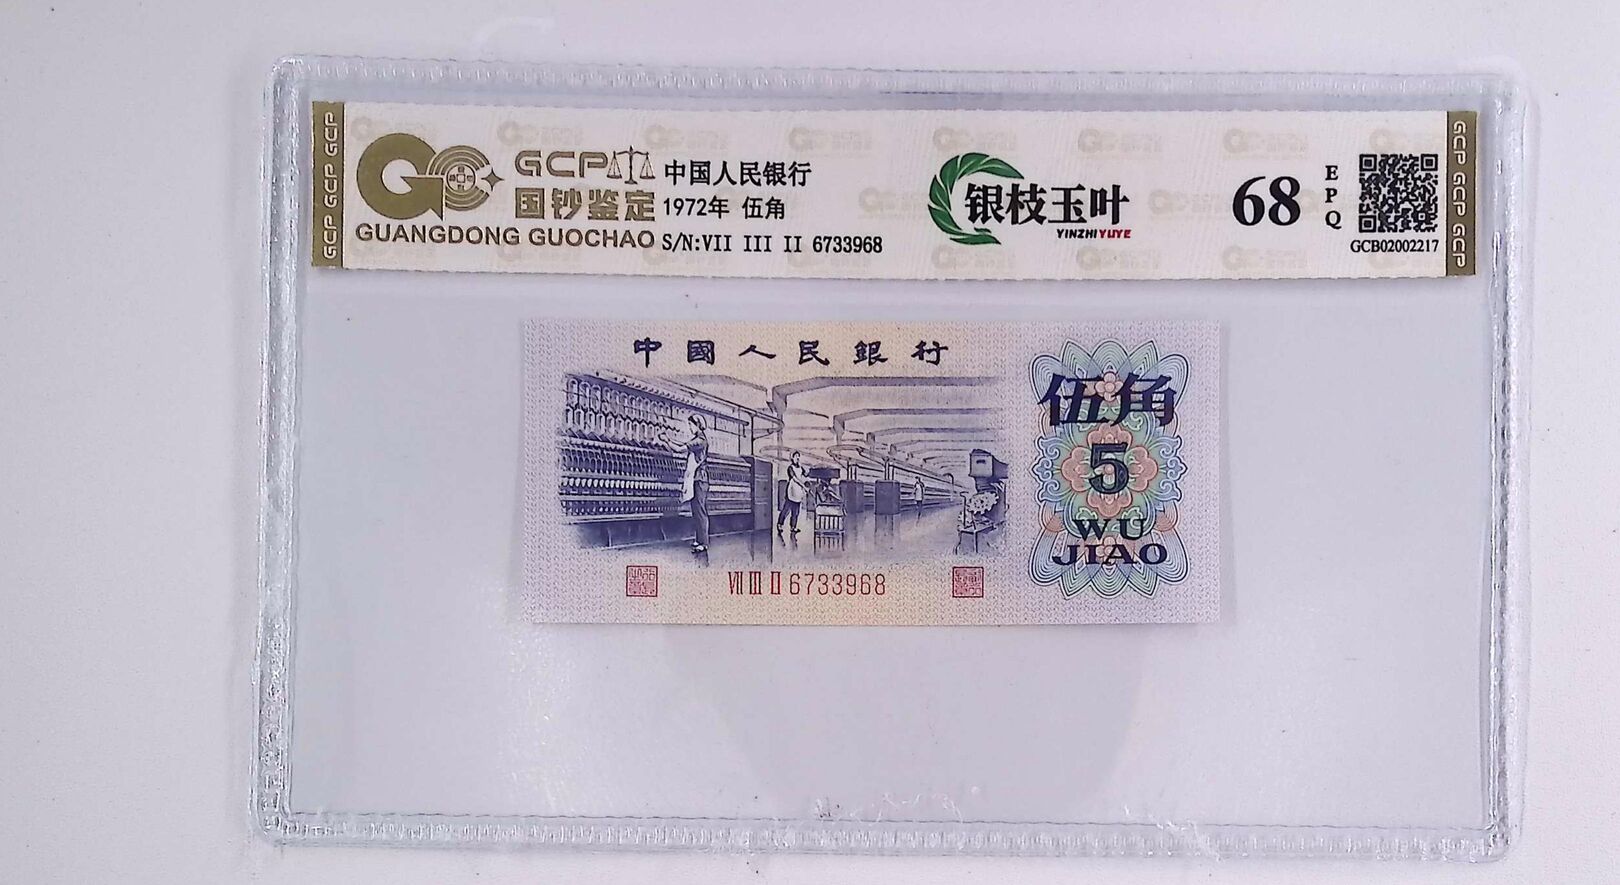 GCP GCP GCP
GCP 中国人民银行
国钞鉴定 1972年 伍角
GUANGDONG GUOCHAO S/N:VII III II 6733968
银枝玉叶
YINZHIYUYE
68
EPQ
GCB02002217
GCP GCP GCP
中國人民銀行
伍角
5
WU
JIAO
VII III II 6733968